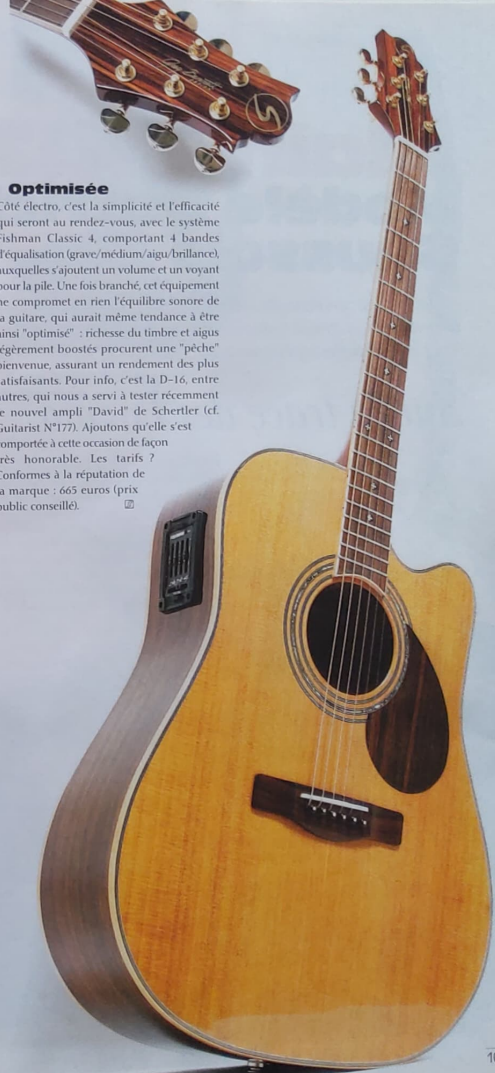 Optimisée
Côté électro, c'est la simplicité et l'efficacité
qui seront au rendez-vous, avec le système
Fishman Classic 4, comportant 4 bandes
d'équalisation (grave/médium/aigu/brillance),
auxquelles s'ajoutent un volume et un voyant
pour la pile. Une fois branché, cet équipement
ne compromet en rien l'équilibre sonore de
la guitare, qui aurait même tendance à être
ainsi "optimisé" : richesse du timbre et aigus
légèrement boostés procurent une "pêche"
bienvenue, assurant un rendement des plus
satisfaisants. Pour info, c'est la D-16, entre
autres, qui nous a servi à tester récemment
le nouvel ampli "David" de Schertler (cf.
Guitarist N°177). Ajoutons qu'elle s'est
comportée à cette occasion de façon
très honorable. Les tarifs ?
Conformes à la réputation de
la marque : 665 euros (prix
public conseillé).